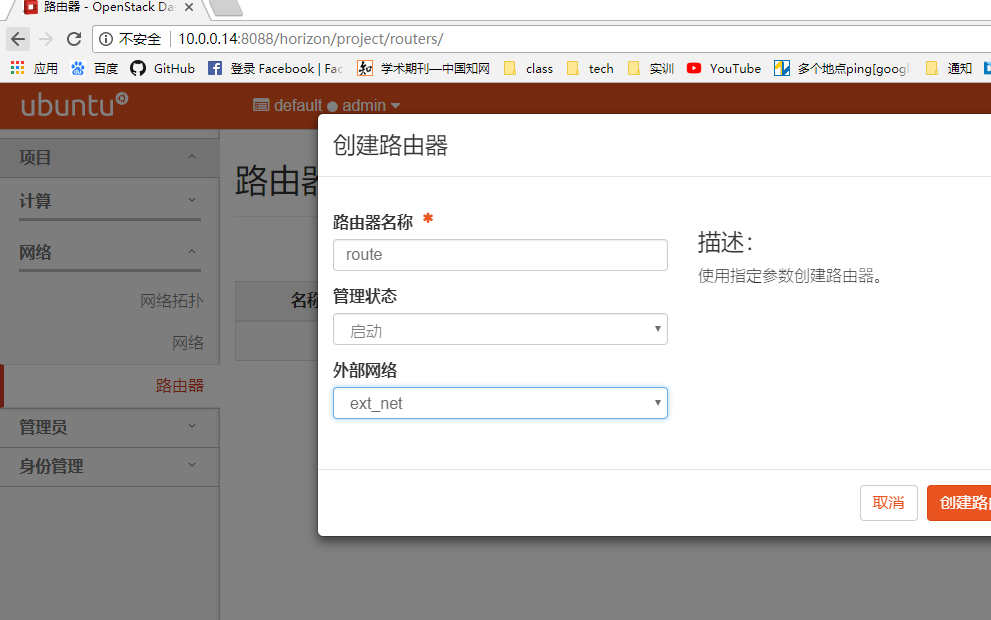 路由器 - OpenStack Da
不安全 | 10.0.0.14:8088/horizon/project/routers/
应用 百度 GitHub 登录 Facebook | Fac 学术期刊—中国知网 class tech 实训 YouTube 多个地点ping[googl 通知
ubuntu default admin
创建路由器
项目
路由器
计算
路由器名称 *
描述：
网络
route
使用指定参数创建路由器。
管理状态
网络拓扑
名称
启动
网络
外部网络
路由器
ext_net
管理员
身份管理
取消 创建路由